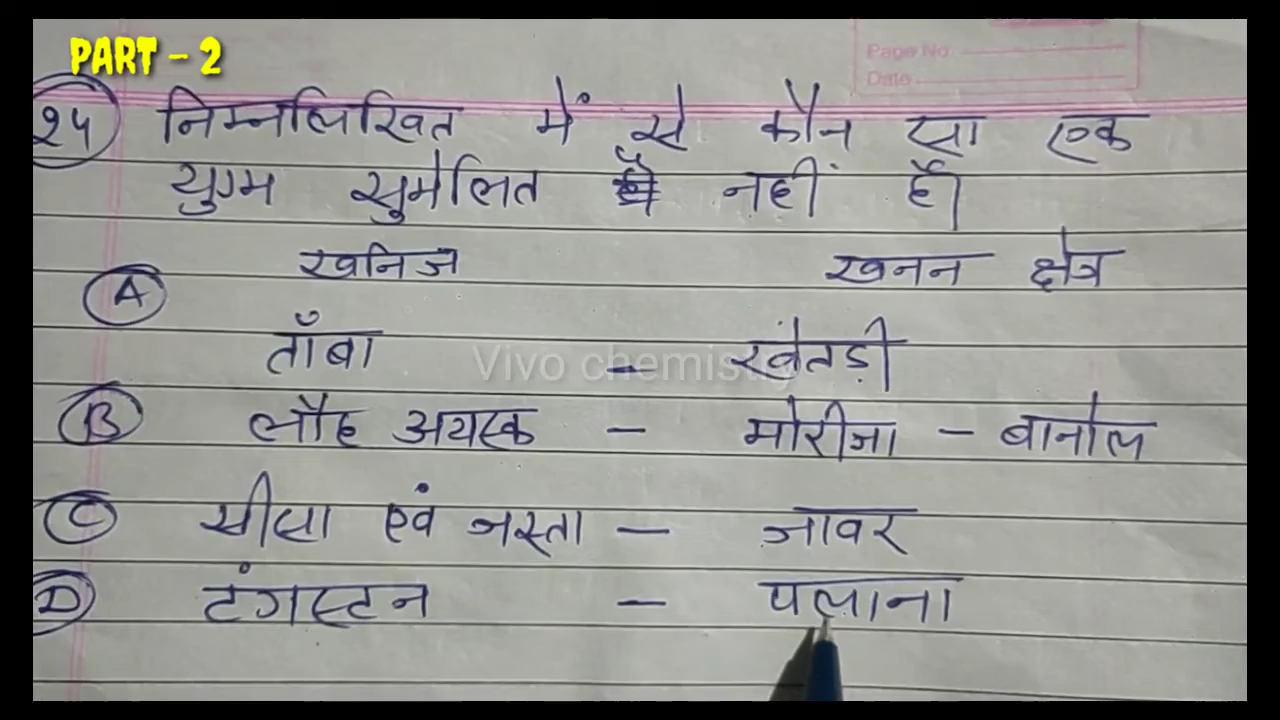 PART - 2
Page No.
Date
24 निम्नलिखित में से कौन सा एक
युग्म सुमेलित नहीं है।
खनिज खनन क्षेत्र
A
ताँबा - खेतड़ी
Vivo chemistry
B लौह अयस्क - मोरीजा - बानोल
C सीसा एवं जस्ता - जावर
D टंगस्टन - पलाना